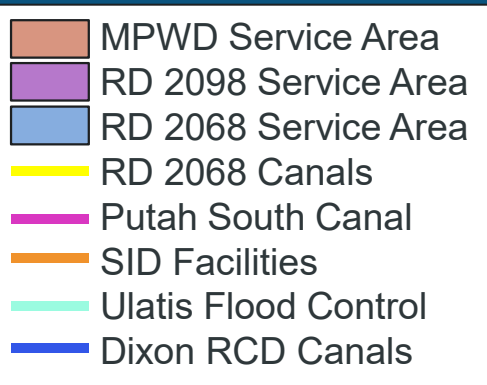 MPWD Service Area
RD 2098 Service Area
RD 2068 Service Area
RD 2068 Canals
Putah South Canal
SID Facilities
Ulatis Flood Control
Dixon RCD Canals